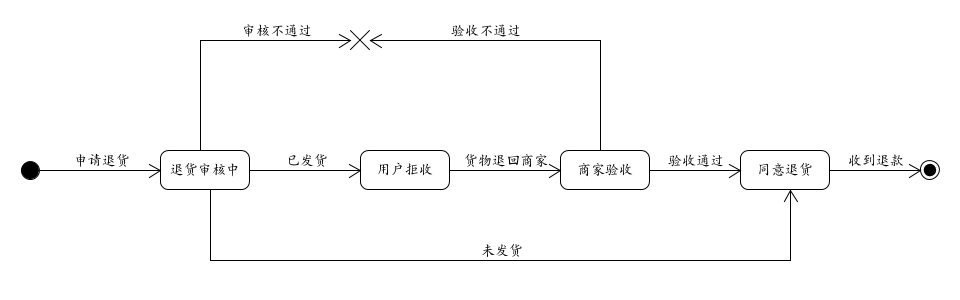 审核不通过
验收不通过
申请退货
退货审核中
已发货
用户拒收
货物退回商家
商家验收
验收通过
同意退货
收到退款
未发货